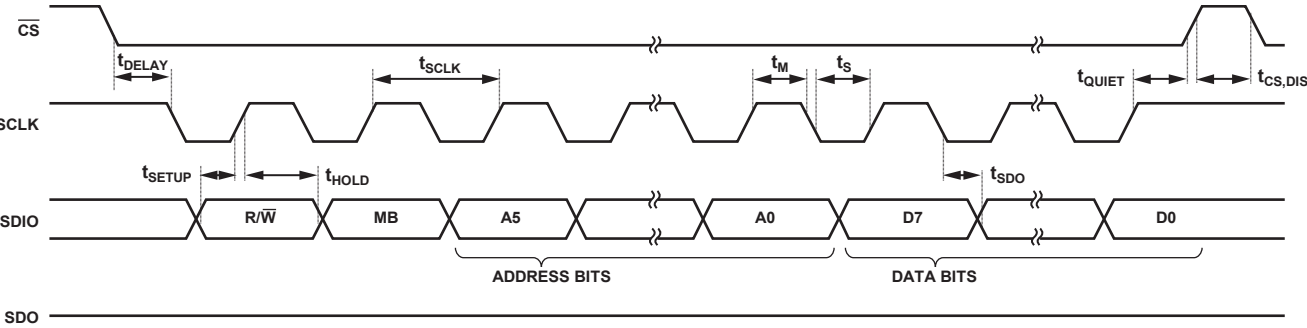 C̅S̅
tDELAY
tSCLK
tM
tS
tQUIET
tCS,DIS
SCLK
tSETUP
tHOLD
tSDO
SDIO
R/W̅
MB
A5
A0
D7
D0
ADDRESS BITS
DATA BITS
SDO